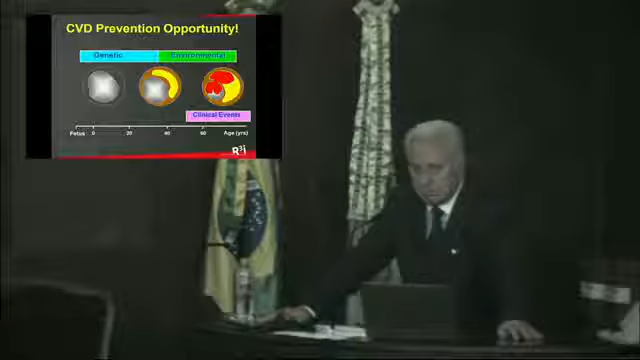 CVD Prevention Opportunity!
Genetic Environmental
Clinical Events
Fetus 0 20 40 60 Age (yrs)
R³i